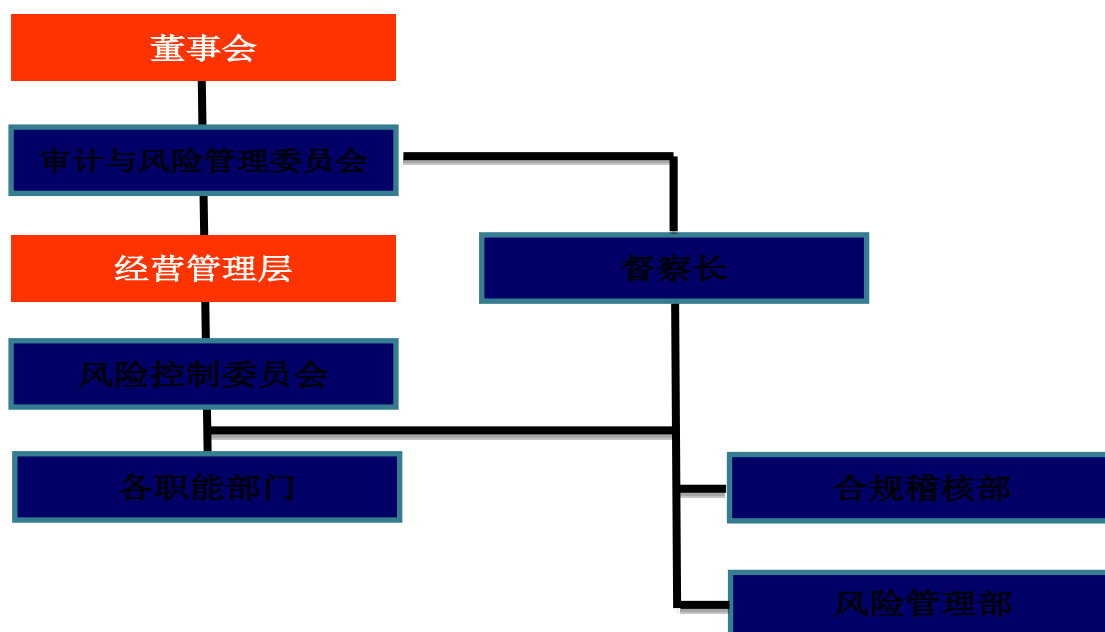 董事会
审计与风险管理委员会
经营管理层
督察长
风险控制委员会
各职能部门
合规稽核部
风险管理部